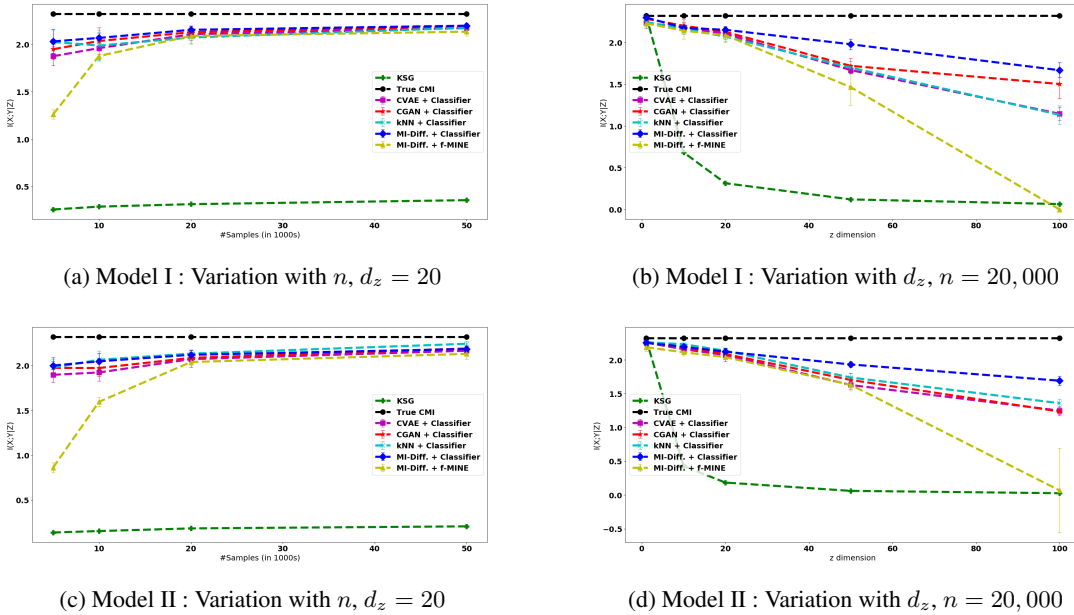 2.0
1.5
1.0
0.5
I(X;Y|Z)
KSG
True CMI
CVAE + Classifier
CGAN + Classifier
kNN + Classifier
MI-Diff. + Classifier
MI-Diff. + f-MINE
10 20 30 40 50
#Samples (in 1000s)
(a) Model I : Variation with n, d_z = 20
2.0
1.5
1.0
0.5
0.0
I(X;Y|Z)
KSG
True CMI
CVAE + Classifier
CGAN + Classifier
kNN + Classifier
MI-Diff. + Classifier
MI-Diff. + f-MINE
0 20 40 60 80 100
z dimension
(b) Model I : Variation with d_z, n = 20, 000
2.0
1.5
1.0
0.5
I(X;Y|Z)
KSG
True CMI
CVAE + Classifier
CGAN + Classifier
kNN + Classifier
MI-Diff. + Classifier
MI-Diff. + f-MINE
10 20 30 40 50
#Samples (in 1000s)
(c) Model II : Variation with n, d_z = 20
2.0
1.5
1.0
0.5
0.0
−0.5
I(X;Y|Z)
KSG
True CMI
CVAE + Classifier
CGAN + Classifier
kNN + Classifier
MI-Diff. + Classifier
MI-Diff. + f-MINE
0 20 40 60 80 100
z dimension
(d) Model II : Variation with d_z, n = 20, 000